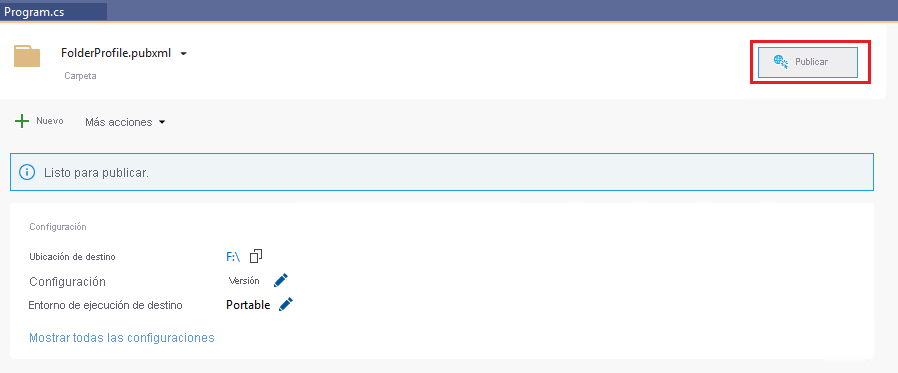 Program.cs
FolderProfile.pubxml
Carpeta
Publicar
Nuevo Más acciones
Listo para publicar.
Configuración
Ubicación de destino F:\
Configuración Versión
Entorno de ejecución de destino Portable
Mostrar todas las configuraciones